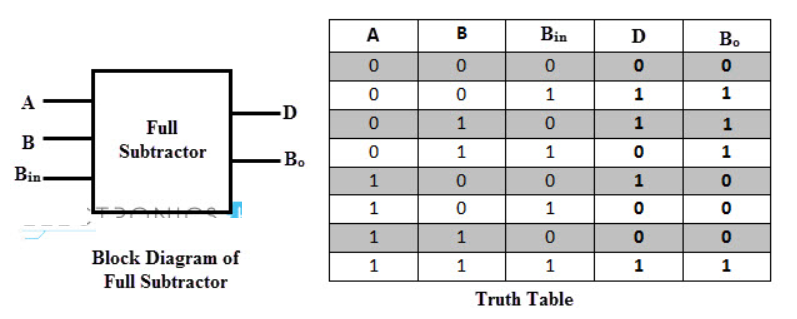 A
B
Bin
Full
Subtractor
D
Bo
Block Diagram of
Full Subtractor
A B Bin D Bo
0 0 0 0 0
0 0 1 1 1
0 1 0 1 1
0 1 1 0 1
1 0 0 1 0
1 0 1 0 0
1 1 0 0 0
1 1 1 1 1
Truth Table